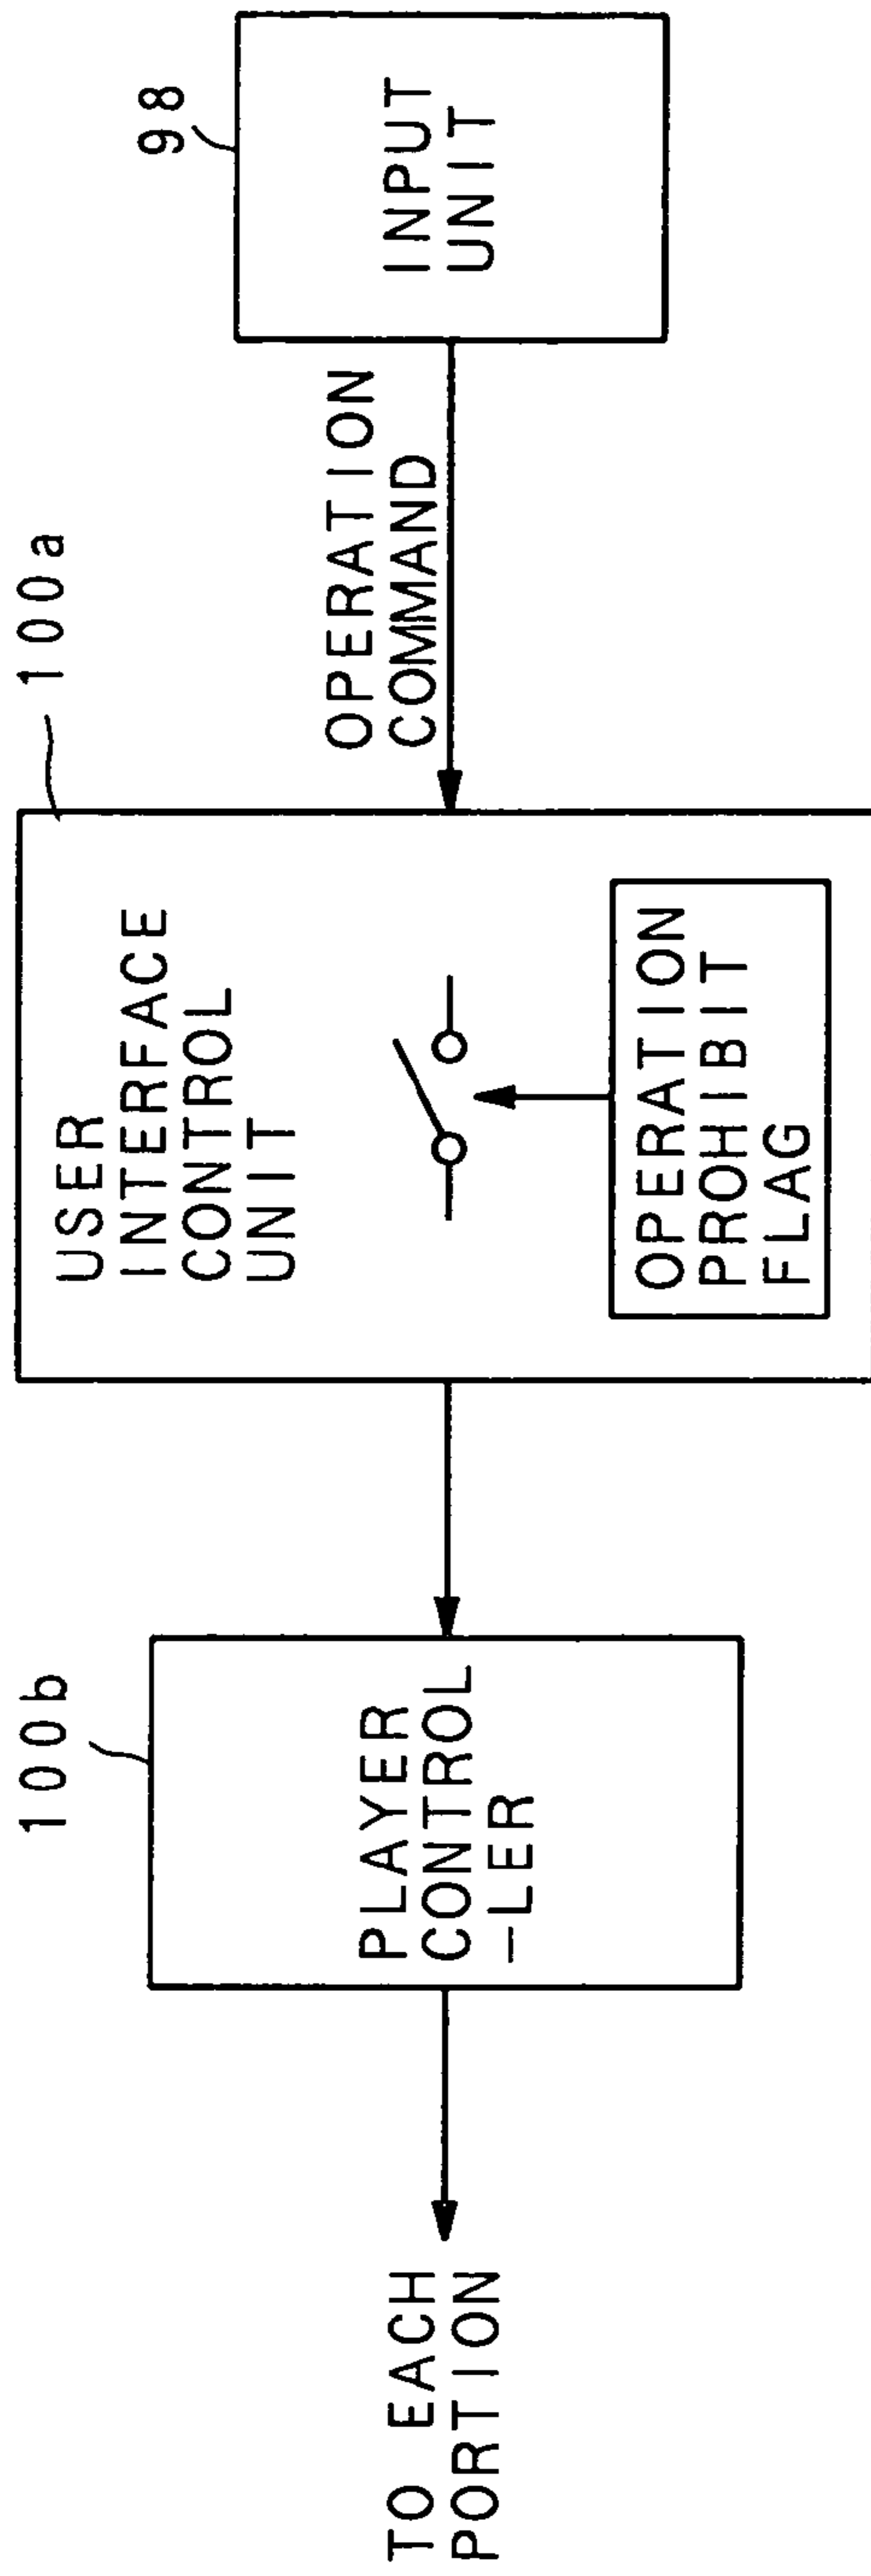 100b
100a
98
TO EACH
PORTION
PLAYER
CONTROL
-LER
USER
INTERFACE
CONTROL
UNIT
OPERATION
PROHIBIT
FLAG
OPERATION
COMMAND
INPUT
UNIT